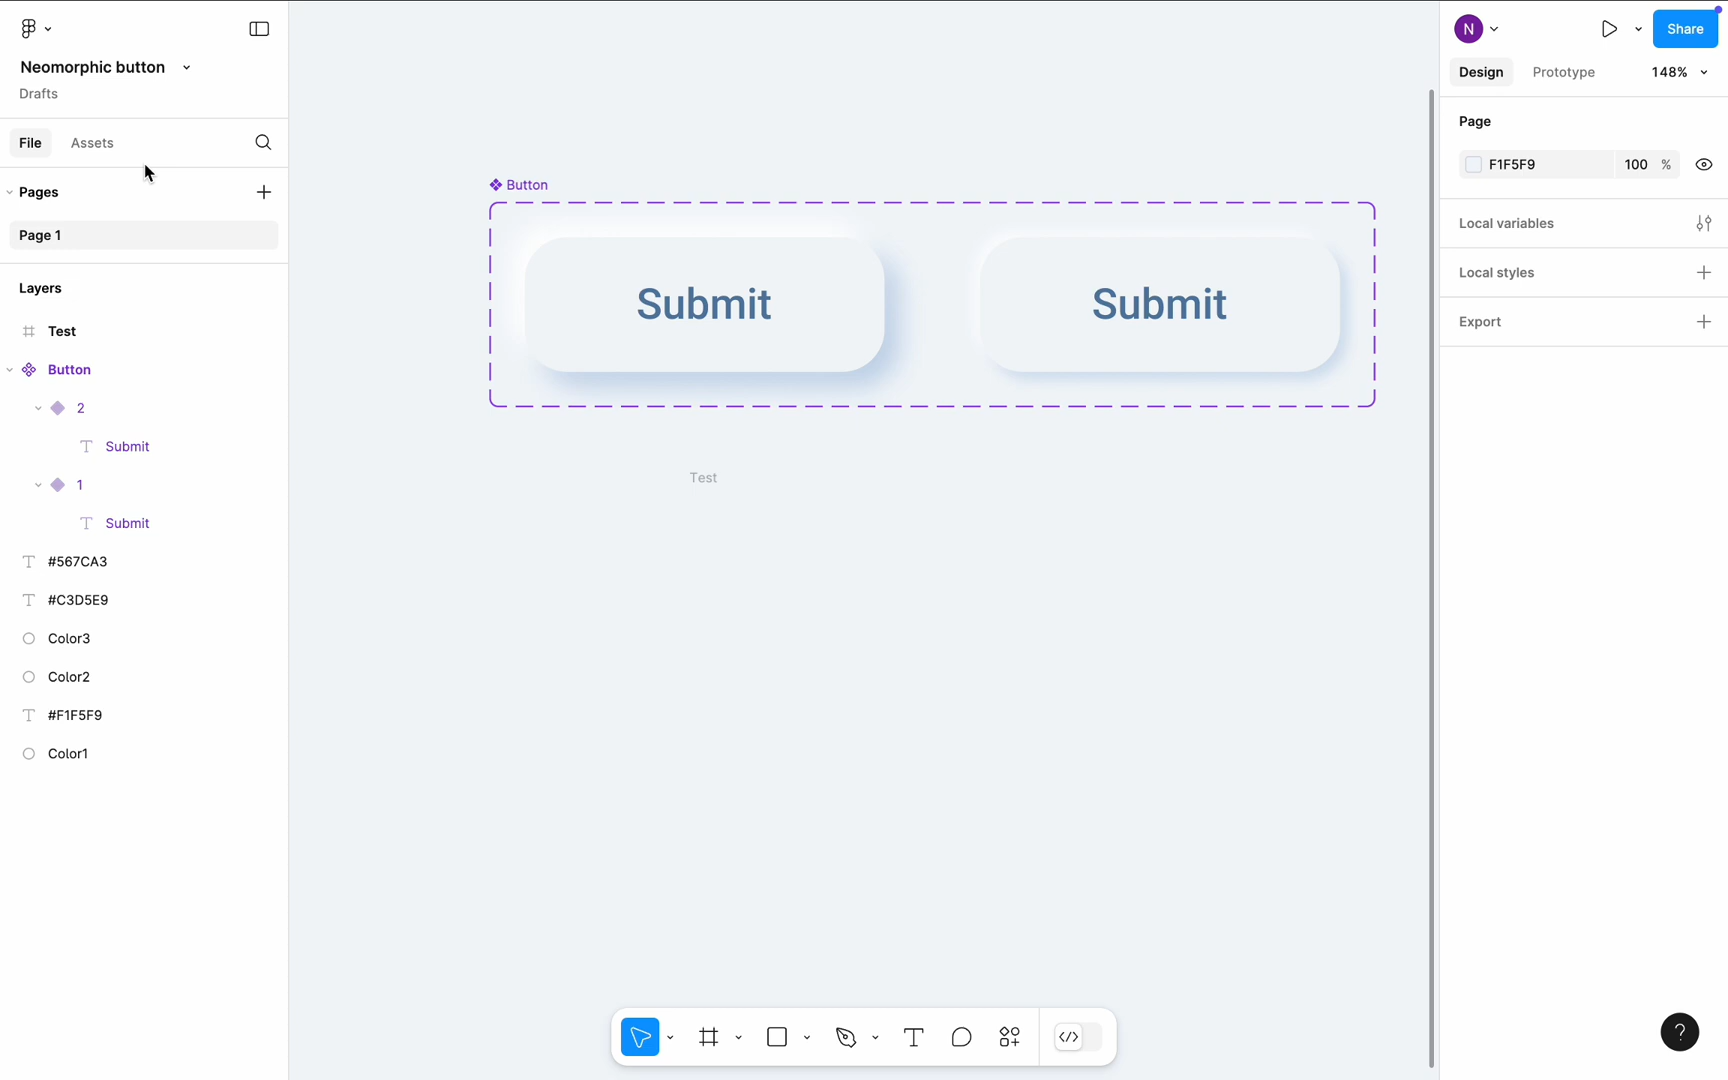 Neomorphic button
Drafts
File
Assets
Pages
Page 1
Layers
Test
Button
2
Submit
1
Submit
#567CA3
#C3D5E9
Color3
Color2
#F1F5F9
Color1
Button
Submit
Submit
Test
N
Share
Design
Prototype
148%
Page
F1F5F9
100
%
Local variables
Local styles
Export
?